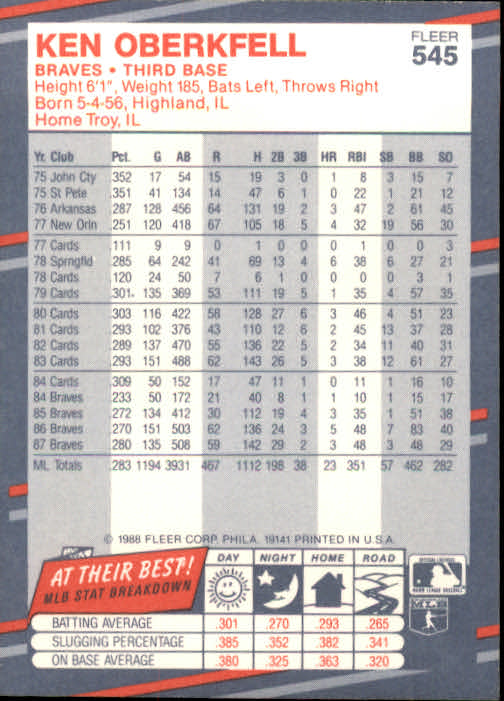 KEN OBERKFELL
FLEER
545
BRAVES • THIRD BASE
Height 6'1", Weight 185, Bats Left, Throws Right
Born 5-4-56, Highland, IL
Home Troy, IL
Yr. Club Pct. G AB R H 2B 3B HR RBI SB BB SO
75 John Cty .352 17 54 15 19 3 0 1 8 3 15 7
75 St Pete .351 41 134 14 47 6 1 0 22 1 21 12
76 Arkansas .287 128 456 64 131 19 2 3 47 2 61 45
77 New Orln .251 120 418 67 105 18 5 4 32 19 56 30
77 Cards .111 9 9 0 1 0 0 0 1 0 0 3
78 Sprngfld .285 64 242 41 69 13 4 6 38 6 27 21
78 Cards .120 24 50 7 6 1 0 0 0 0 3 1
79 Cards .301 135 369 53 111 19 5 1 35 4 57 35
80 Cards .303 116 422 58 128 27 6 3 46 4 51 23
81 Cards .293 102 376 43 110 12 6 2 45 13 37 28
82 Cards .289 137 470 55 136 22 5 2 34 11 40 31
83 Cards .293 151 488 62 143 26 5 3 38 12 61 27
84 Cards .309 50 152 17 47 11 1 0 11 1 16 10
84 Braves .233 50 172 21 40 8 1 1 10 1 15 17
85 Braves .272 134 412 30 112 19 4 3 35 1 51 38
86 Braves .270 151 503 62 136 24 3 5 48 7 83 40
87 Braves .280 135 508 59 142 29 2 3 48 3 48 29
ML Totals .283 1194 3931 467 1112 198 38 23 351 57 462 282
© 1988 FLEER CORP. PHILA. 19141 PRINTED IN U.S.A.
AT THEIR BEST!
MLB STAT BREAKDOWN
DAY NIGHT HOME ROAD
BATTING AVERAGE .301 .270 .293 .265
SLUGGING PERCENTAGE .385 .352 .382 .341
ON BASE AVERAGE .380 .325 .363 .320